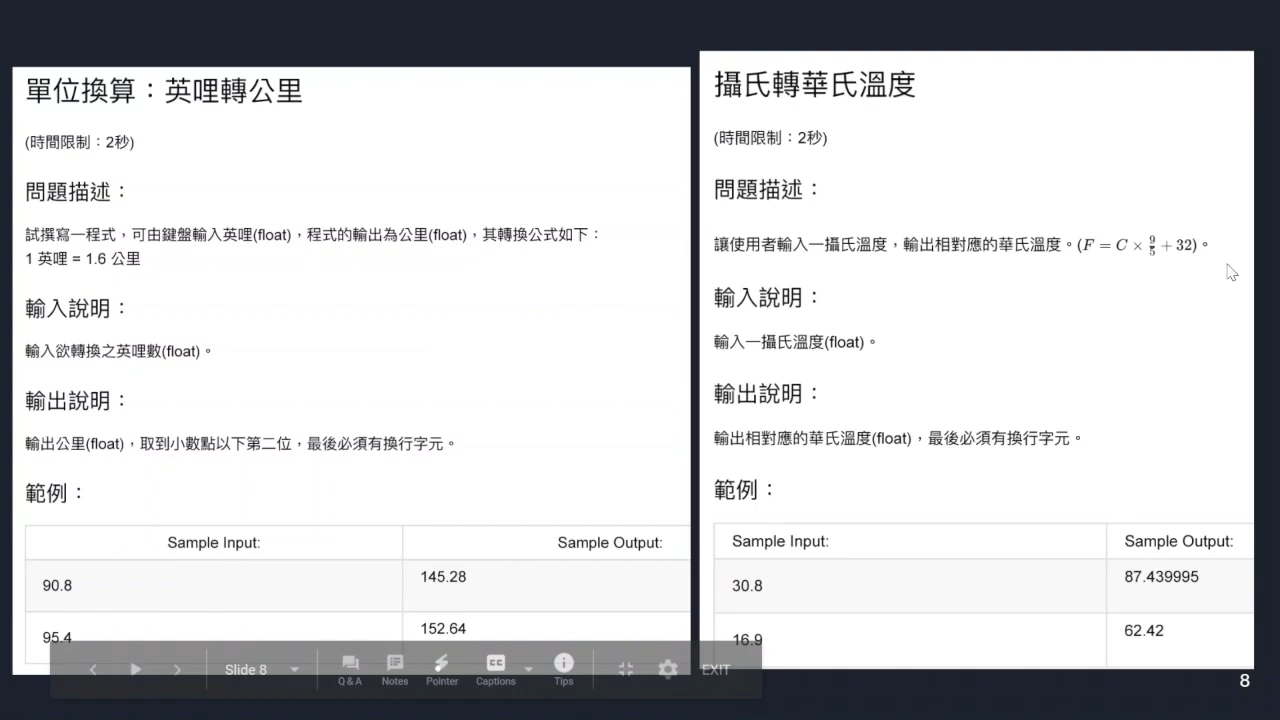 單位換算：英哩轉公里
(時間限制：2秒)
問題描述：
試撰寫一程式，可由鍵盤輸入英哩(float)，程式的輸出為公里(float)，其轉換公式如下：
1 英哩 = 1.6 公里
輸入說明：
輸入欲轉換之英哩數(float)。
輸出說明：
輸出公里(float)，取到小數點以下第二位，最後必須有換行字元。
範例：
Sample Input: Sample Output:
90.8 145.28
95.4 152.64
攝氏轉華氏溫度
(時間限制：2秒)
問題描述：
讓使用者輸入一攝氏溫度，輸出相對應的華氏溫度。(F = C × 9/5 + 32)。
輸入說明：
輸入一攝氏溫度(float)。
輸出說明：
輸出相對應的華氏溫度(float)，最後必須有換行字元。
範例：
Sample Input: Sample Output:
30.8 87.439995
16.9 62.42
Slide 8 Q & A Notes Pointer Captions Tips EXIT
8